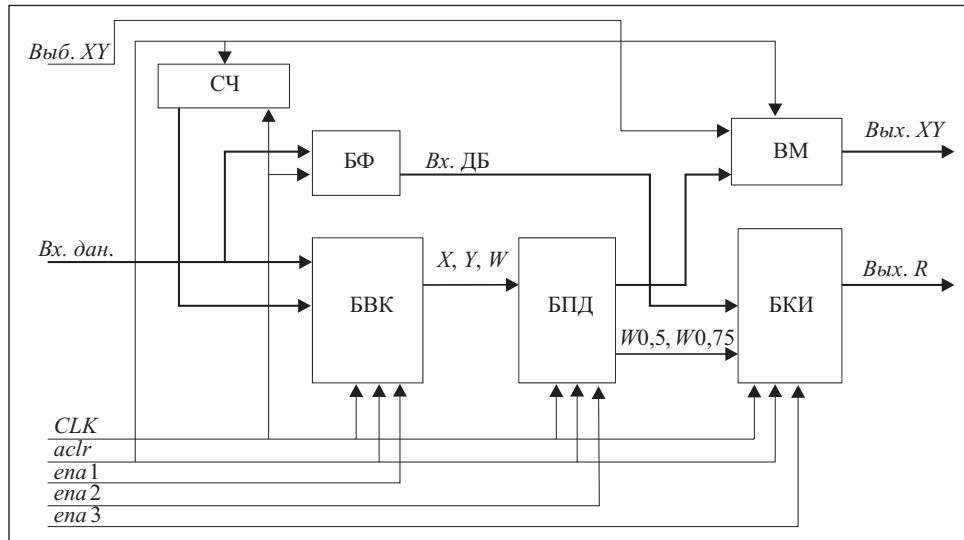 Выб. XY
СЧ
БФ
Вх. ДБ
ВМ
Вых. XY
Вх. дан.
X, Y, W
БВК
БПД
БКИ
Вых. R
W0,5, W0,75
CLK
aclr
ena 1
ena 2
ena 3